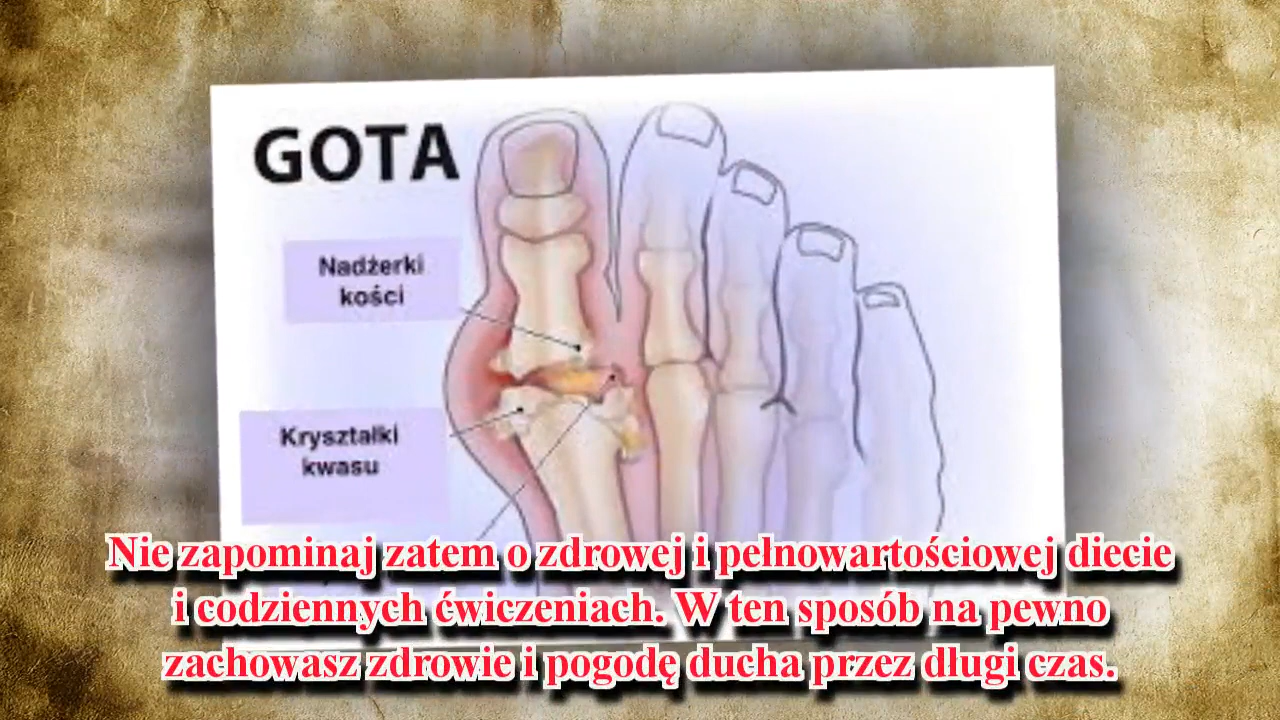 GOTA
Nadżerki
kości
Kryształki
kwasu
Nie zapominaj zatem o zdrowej i pełnowartościowej diecie
i codziennych ćwiczeniach. W ten sposób na pewno
zachowasz zdrowie i pogodę ducha przez długi czas.